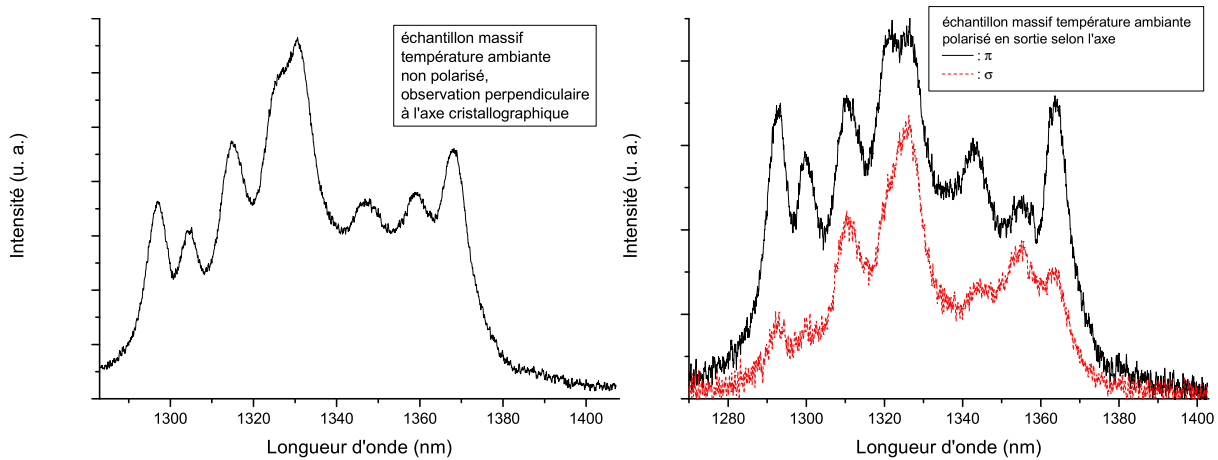 échantillon massif
température ambiante
non polarisé,
observation perpendiculaire
à l'axe cristallographique
Intensité (u. a.)
1300 1320 1340 1360 1380 1400
Longueur d'onde (nm)
échantillon massif température ambiante
polarisé en sortie selon l'axe
: π
: σ
Intensité (u. a.)
1280 1300 1320 1340 1360 1380 1400
Longueur d'onde (nm)